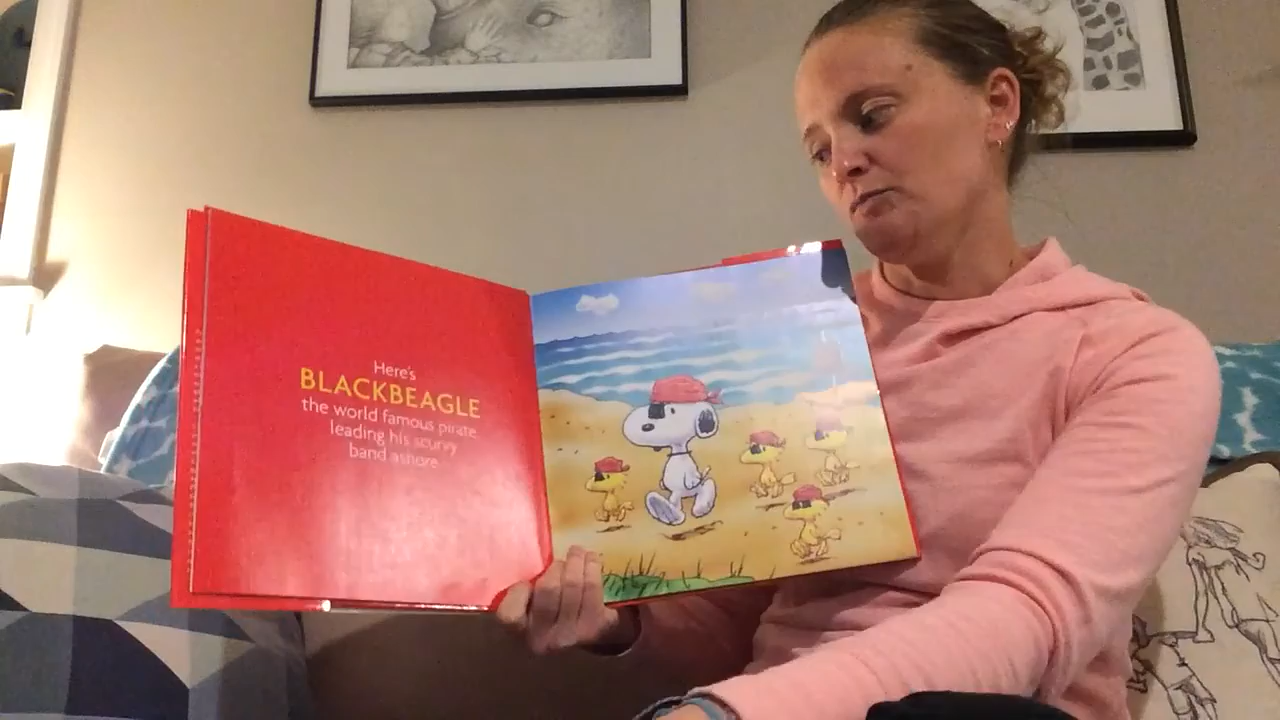 Here's
BLACKBEAGLE
the world famous pirate
leading his scurvy
band ashore.